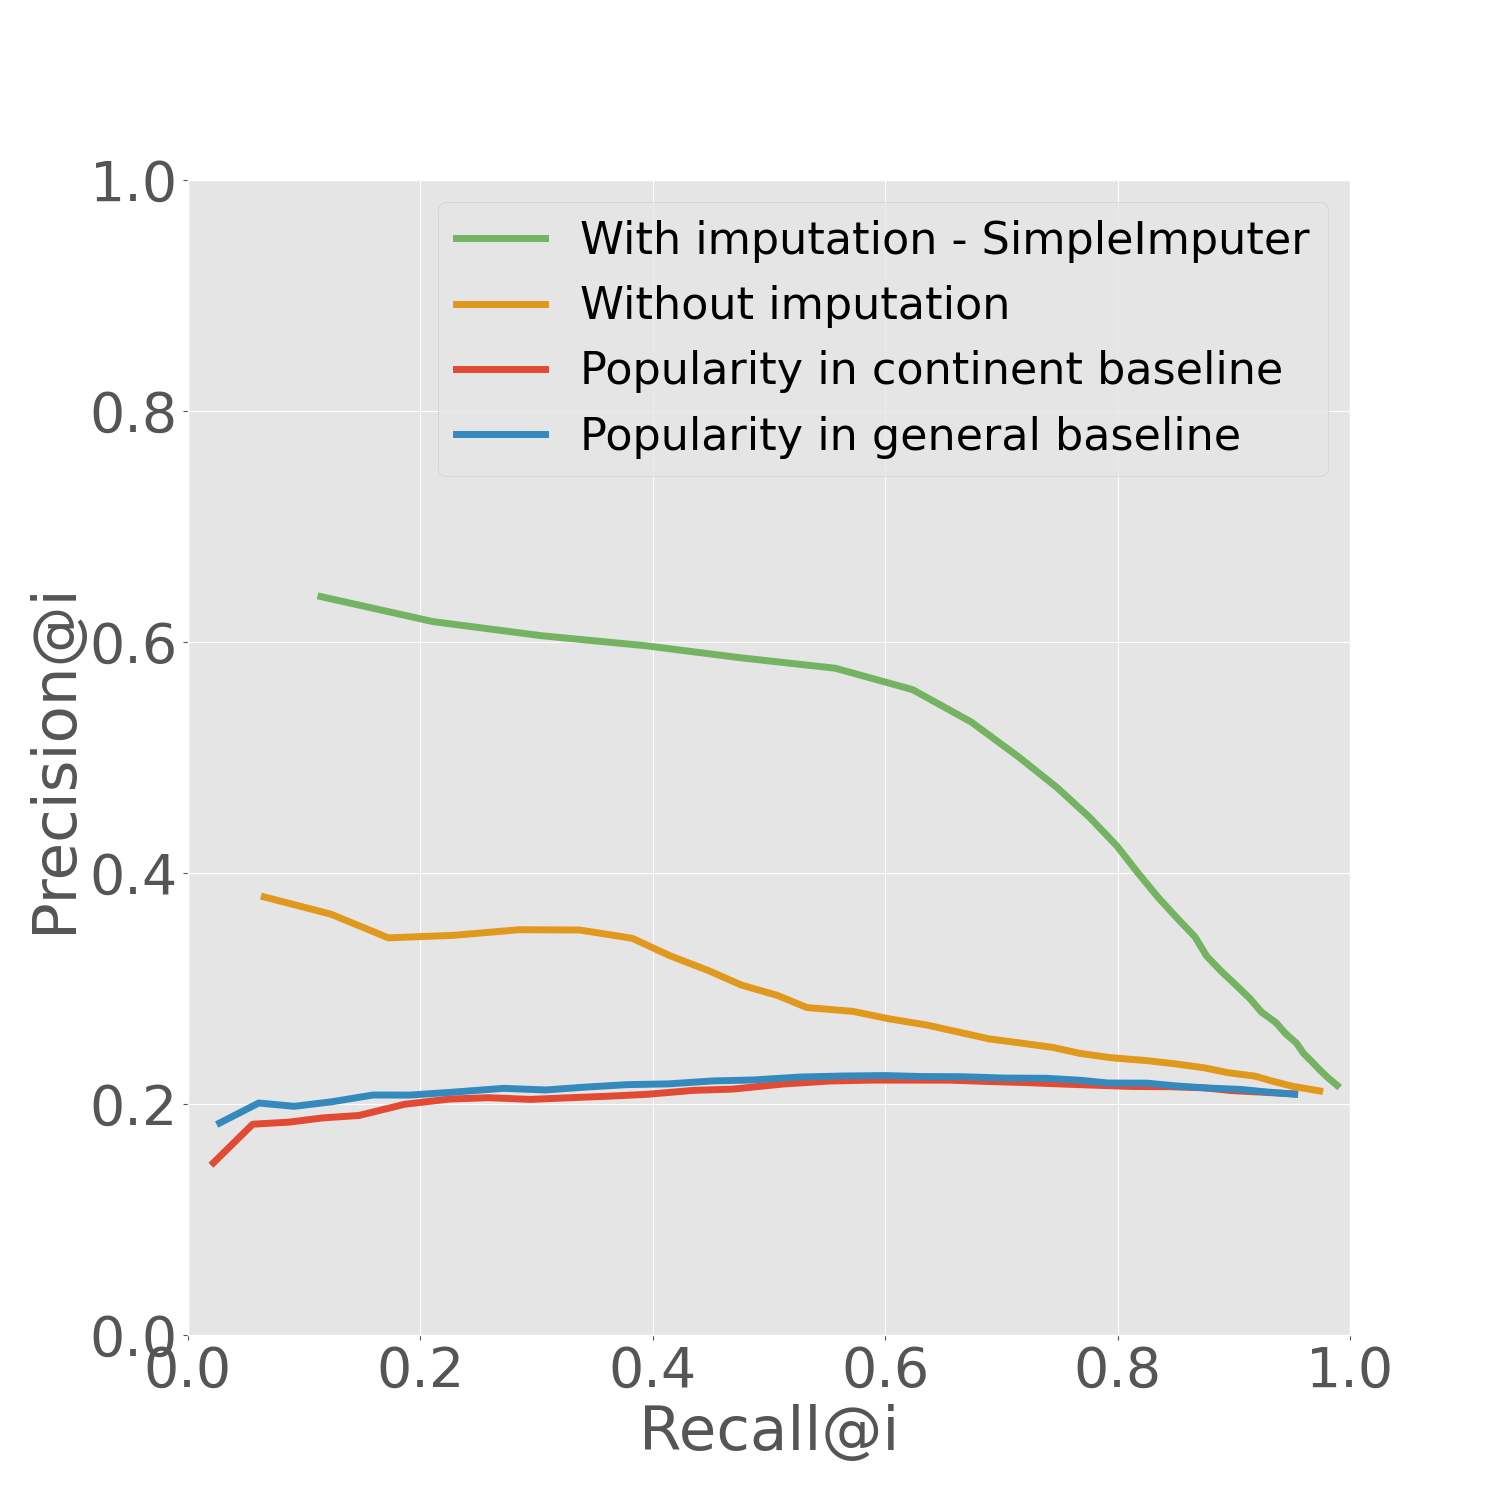 With imputation - SimpleImputer
Without imputation
Popularity in continent baseline
Popularity in general baseline
Precision@i
1.0
0.8
0.6
0.4
0.2
0.0
0.0 0.2 0.4 0.6 0.8 1.0
Recall@i